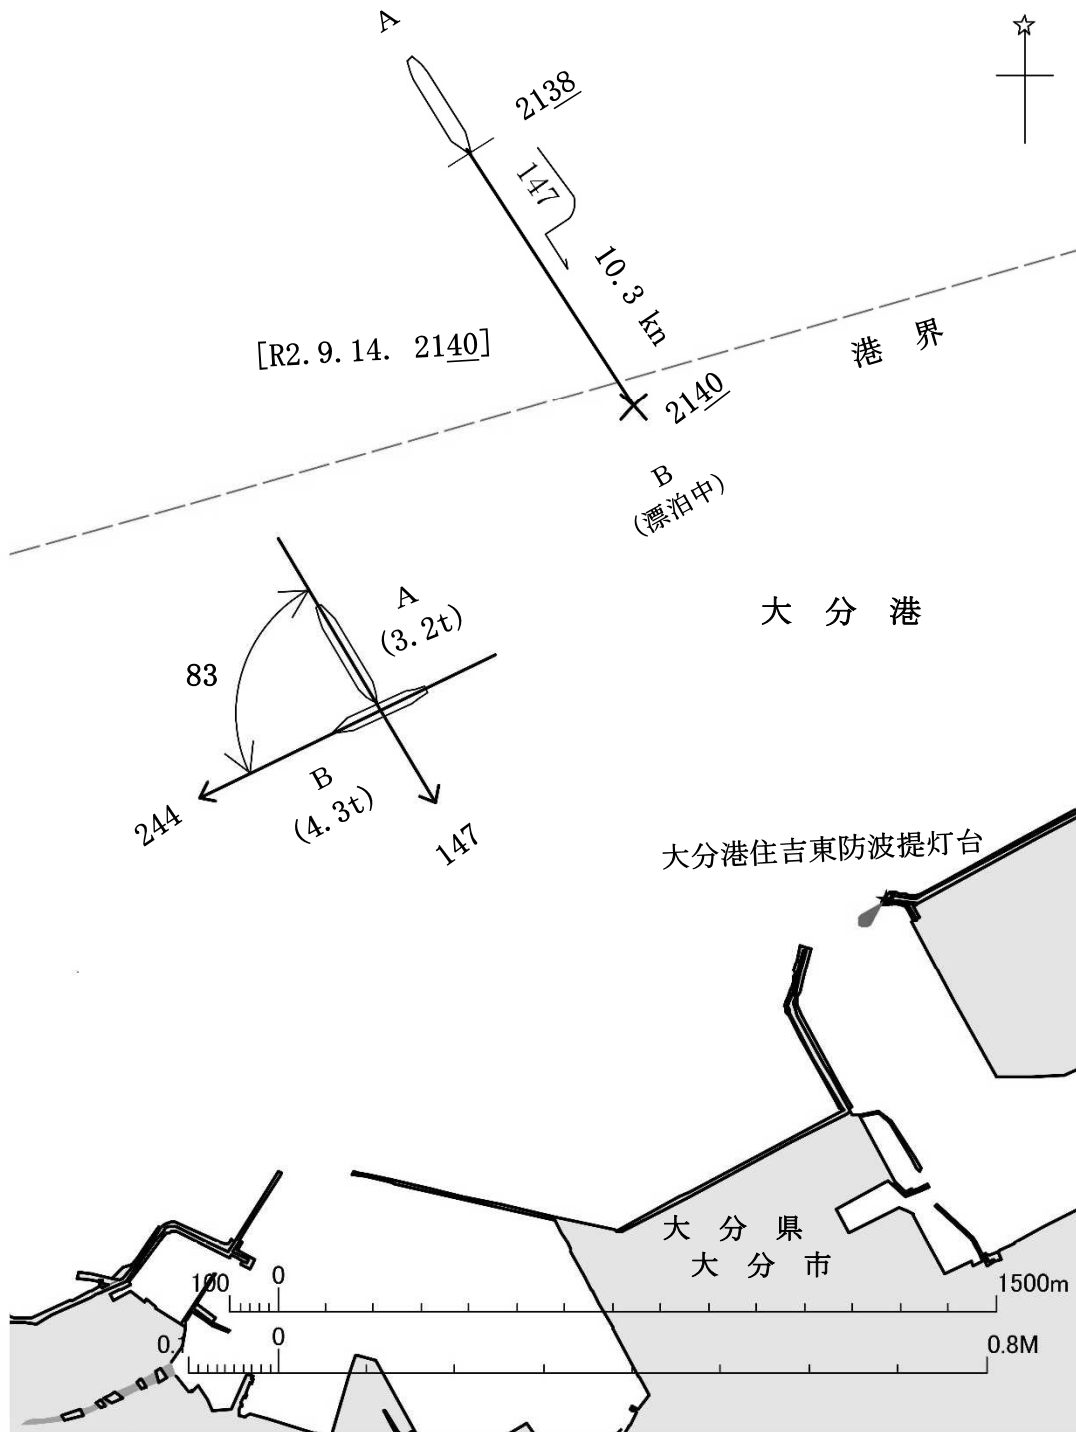 A
2138
147
10.3 kn
[R2.9.14. 2140]
港界
2140
B
(漂泊中)
大分港
A
(3.2t)
83
B
(4.3t)
244
147
大分港住吉東防波提灯台
大分県
大分市
100 0 1500m
0.1 0 0.8M